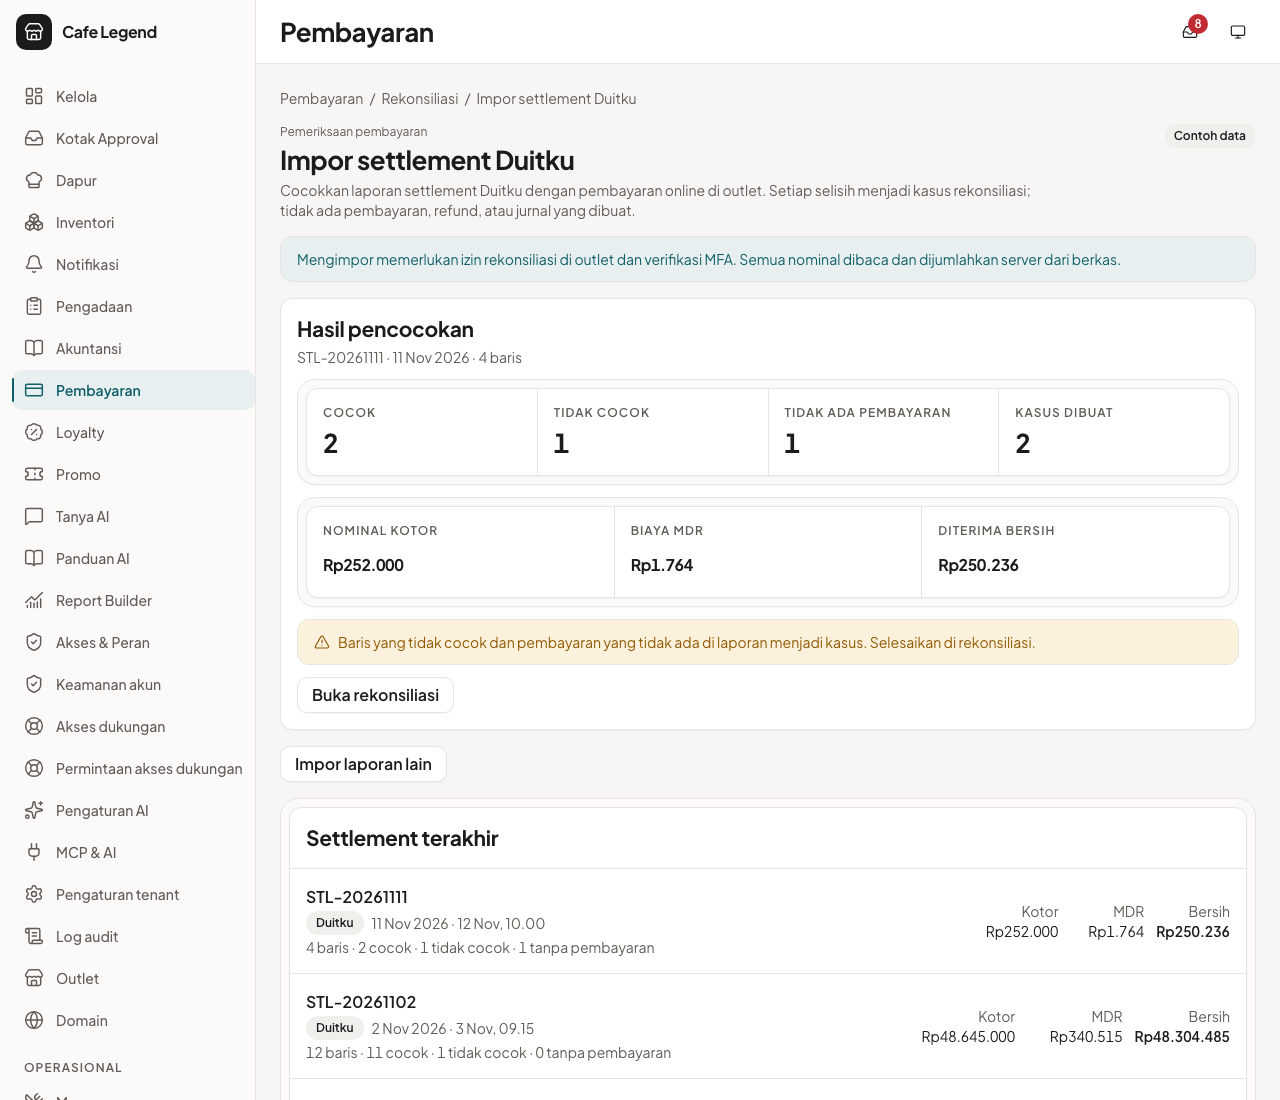 Cafe Legend
Kelola
Kotak Approval
Dapur
Inventori
Notifikasi
Pengadaan
Akuntansi
Pembayaran
Loyalty
Promo
Tanya AI
Panduan AI
Report Builder
Akses & Peran
Keamanan akun
Akses dukungan
Permintaan akses dukungan
Pengaturan AI
MCP & AI
Pengaturan tenant
Log audit
Outlet
Domain
OPERASIONAL
Pembayaran
8
Pembayaran / Rekonsiliasi / Impor settlement Duitku
Pemeriksaan pembayaran
Contoh data
Impor settlement Duitku
Cocokkan laporan settlement Duitku dengan pembayaran online di outlet. Setiap selisih menjadi kasus rekonsiliasi;
tidak ada pembayaran, refund, atau jurnal yang dibuat.
Mengimpor memerlukan izin rekonsiliasi di outlet dan verifikasi MFA. Semua nominal dibaca dan dijumlahkan server dari berkas.
Hasil pencocokan
STL-20261111 · 11 Nov 2026 · 4 baris
COCOK
2
TIDAK COCOK
1
TIDAK ADA PEMBAYARAN
1
KASUS DIBUAT
2
NOMINAL KOTOR
Rp252.000
BIAYA MDR
Rp1.764
DITERIMA BERSIH
Rp250.236
Baris yang tidak cocok dan pembayaran yang tidak ada di laporan menjadi kasus. Selesaikan di rekonsiliasi.
Buka rekonsiliasi
Impor laporan lain
Settlement terakhir
STL-20261111
Duitku 11 Nov 2026 · 12 Nov, 10.00
4 baris · 2 cocok · 1 tidak cocok · 1 tanpa pembayaran
Kotor MDR Bersih
Rp252.000 Rp1.764 Rp250.236
STL-20261102
Duitku 2 Nov 2026 · 3 Nov, 09.15
12 baris · 11 cocok · 1 tidak cocok · 0 tanpa pembayaran
Kotor MDR Bersih
Rp48.645.000 Rp340.515 Rp48.304.485